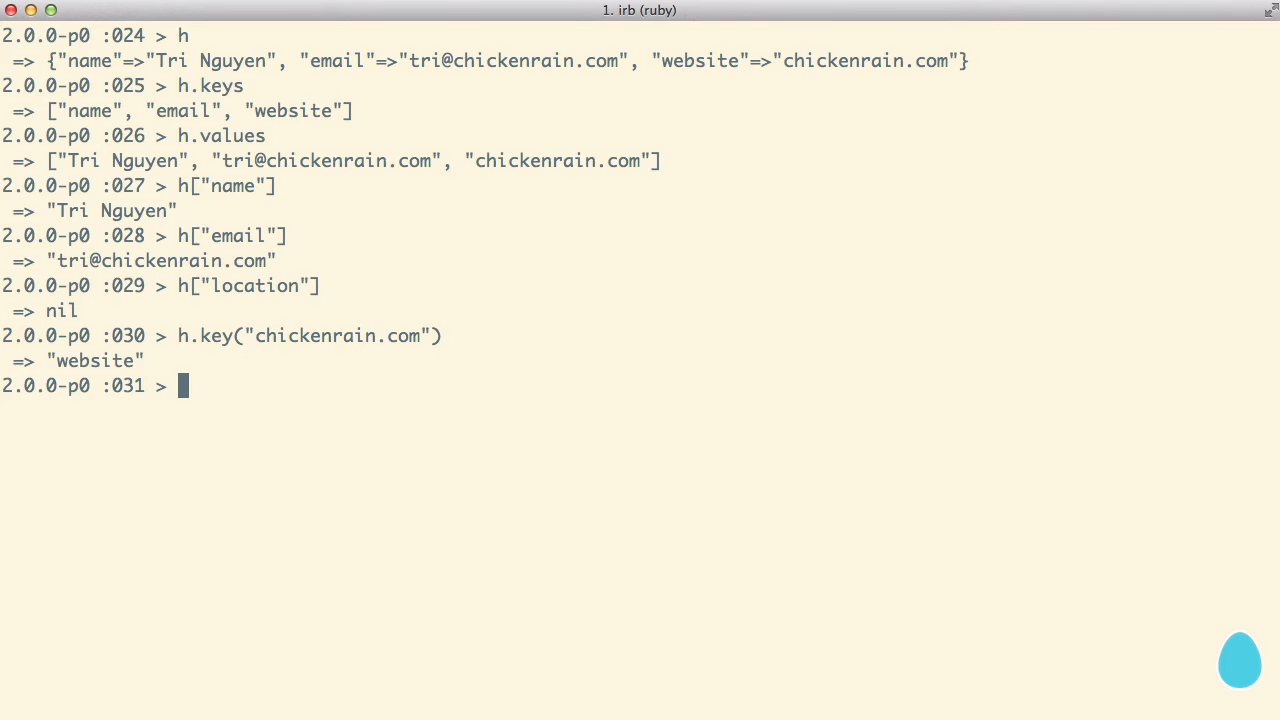 1. irb (ruby)
2.0.0-p0 :024 > h
=> {"name"=>"Tri Nguyen", "email"=>"tri@chickenrain.com", "website"=>"chickenrain.com"}
2.0.0-p0 :025 > h.keys
=> ["name", "email", "website"]
2.0.0-p0 :026 > h.values
=> ["Tri Nguyen", "tri@chickenrain.com", "chickenrain.com"]
2.0.0-p0 :027 > h["name"]
=> "Tri Nguyen"
2.0.0-p0 :028 > h["email"]
=> "tri@chickenrain.com"
2.0.0-p0 :029 > h["location"]
=> nil
2.0.0-p0 :030 > h.key("chickenrain.com")
=> "website"
2.0.0-p0 :031 >